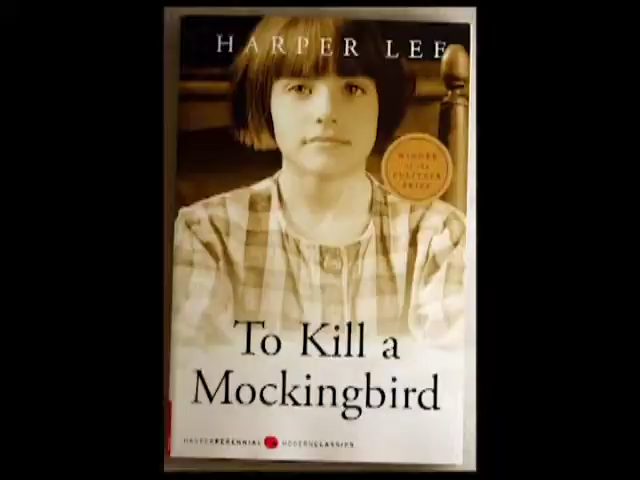 HARPER LEE
WINNER
of the
PULITZER
PRIZE
To Kill a
Mockingbird
HARPERPERENNIAL MODERNCLASSICS